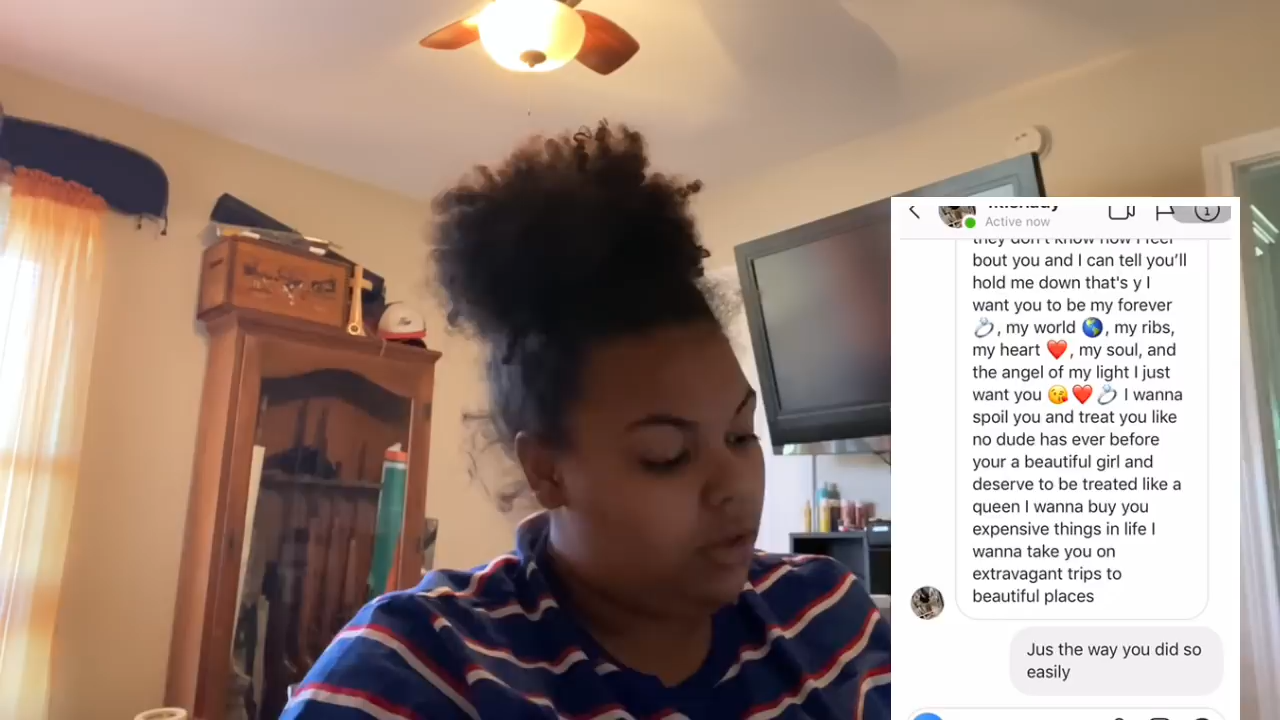 Active now
they don't know how I feel
bout you and I can tell you'll
hold me down that's y I
want you to be my forever
💍, my world 🌎, my ribs,
my heart ❤️, my soul, and
the angel of my light I just
want you 😘❤️💍 I wanna
spoil you and treat you like
no dude has ever before
your a beautiful girl and
deserve to be treated like a
queen I wanna buy you
expensive things in life I
wanna take you on
extravagant trips to
beautiful places
Jus the way you did so
easily